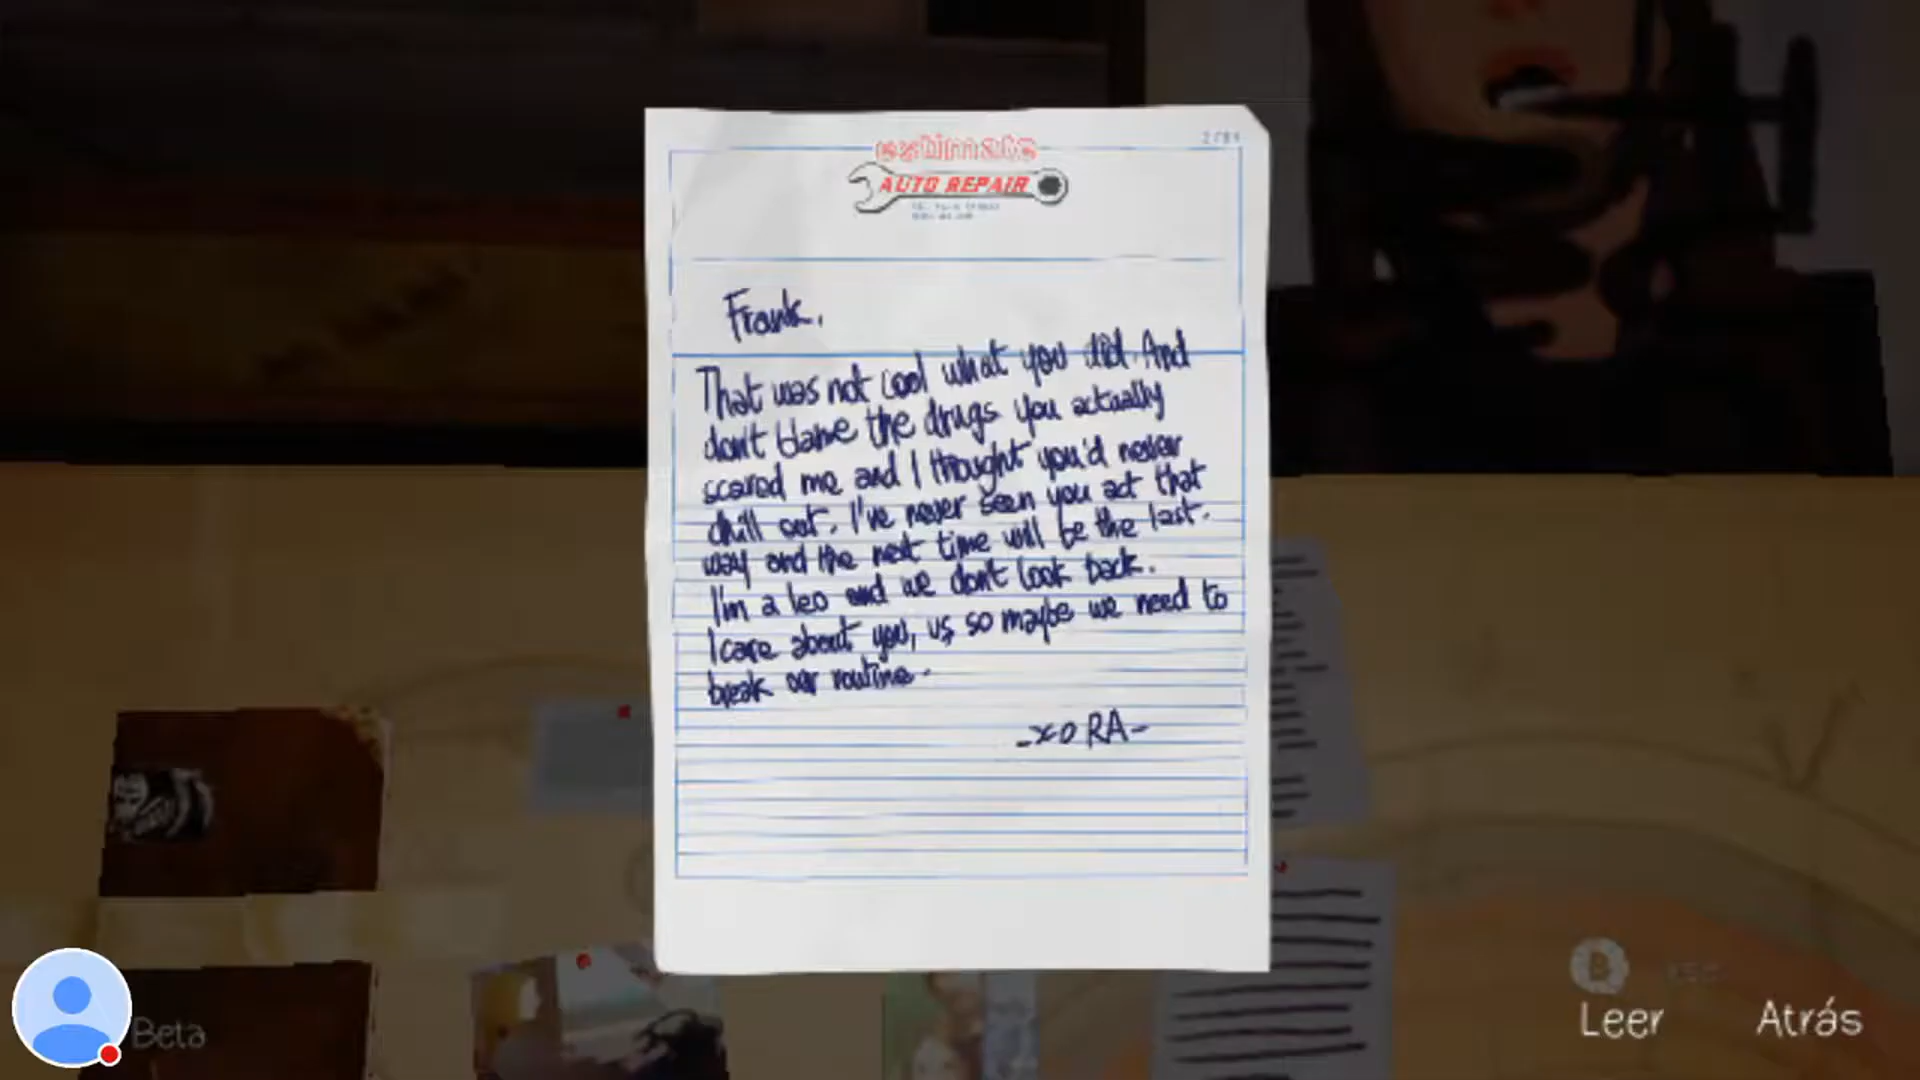 estimate
AUTO REPAIR
Frank,
That was not cool what you did. And
don't blame the drugs you actually
scared me and I thought you'd never
chill out. I've never seen you act that
way and the next time will be the last.
I'm a leo and we don't look back.
I care about you, us so maybe we need to
break our routine.
-xo RA-
B
Leer
Atrás
Beta